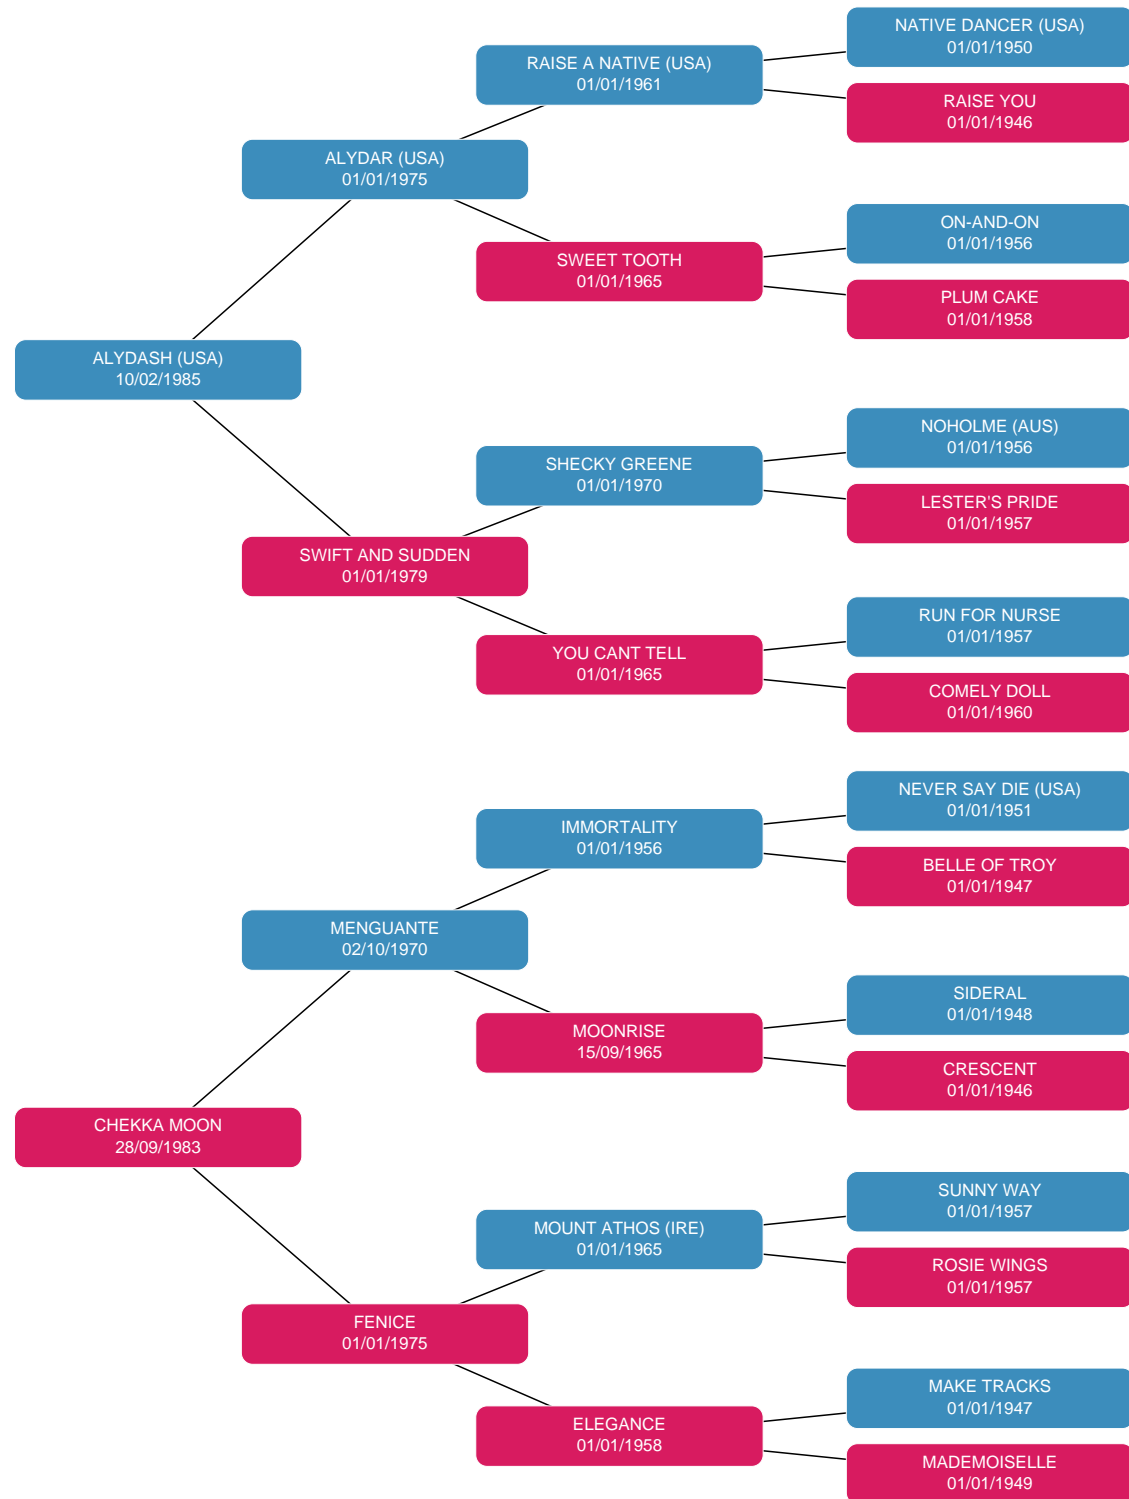 NATIVE DANCER (USA)
01/01/1950
RAISE A NATIVE (USA)
01/01/1961
RAISE YOU
01/01/1946
ALYDAR (USA)
01/01/1975
ON-AND-ON
01/01/1956
SWEET TOOTH
01/01/1965
PLUM CAKE
01/01/1958
ALYDASH (USA)
10/02/1985
NOHOLME (AUS)
01/01/1956
SHECKY GREENE
01/01/1970
LESTER'S PRIDE
01/01/1957
SWIFT AND SUDDEN
01/01/1979
RUN FOR NURSE
01/01/1957
YOU CANT TELL
01/01/1965
COMELY DOLL
01/01/1960
NEVER SAY DIE (USA)
01/01/1951
IMMORTALITY
01/01/1956
BELLE OF TROY
01/01/1947
MENGUANTE
02/10/1970
SIDERAL
01/01/1948
MOONRISE
15/09/1965
CRESCENT
01/01/1946
CHEKKA MOON
28/09/1983
SUNNY WAY
01/01/1957
MOUNT ATHOS (IRE)
01/01/1965
ROSIE WINGS
01/01/1957
FENICE
01/01/1975
MAKE TRACKS
01/01/1947
ELEGANCE
01/01/1958
MADEMOISELLE
01/01/1949